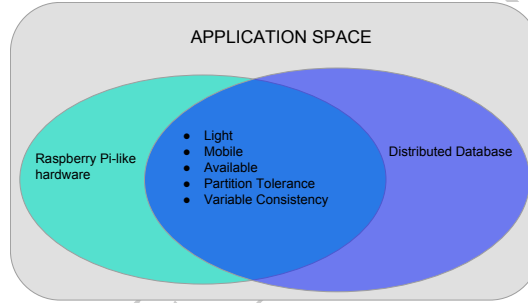 APPLICATION SPACE
Raspberry Pi-like
hardware
● Light
● Mobile
● Available
● Partition Tolerance
● Variable Consistency
Distributed Database